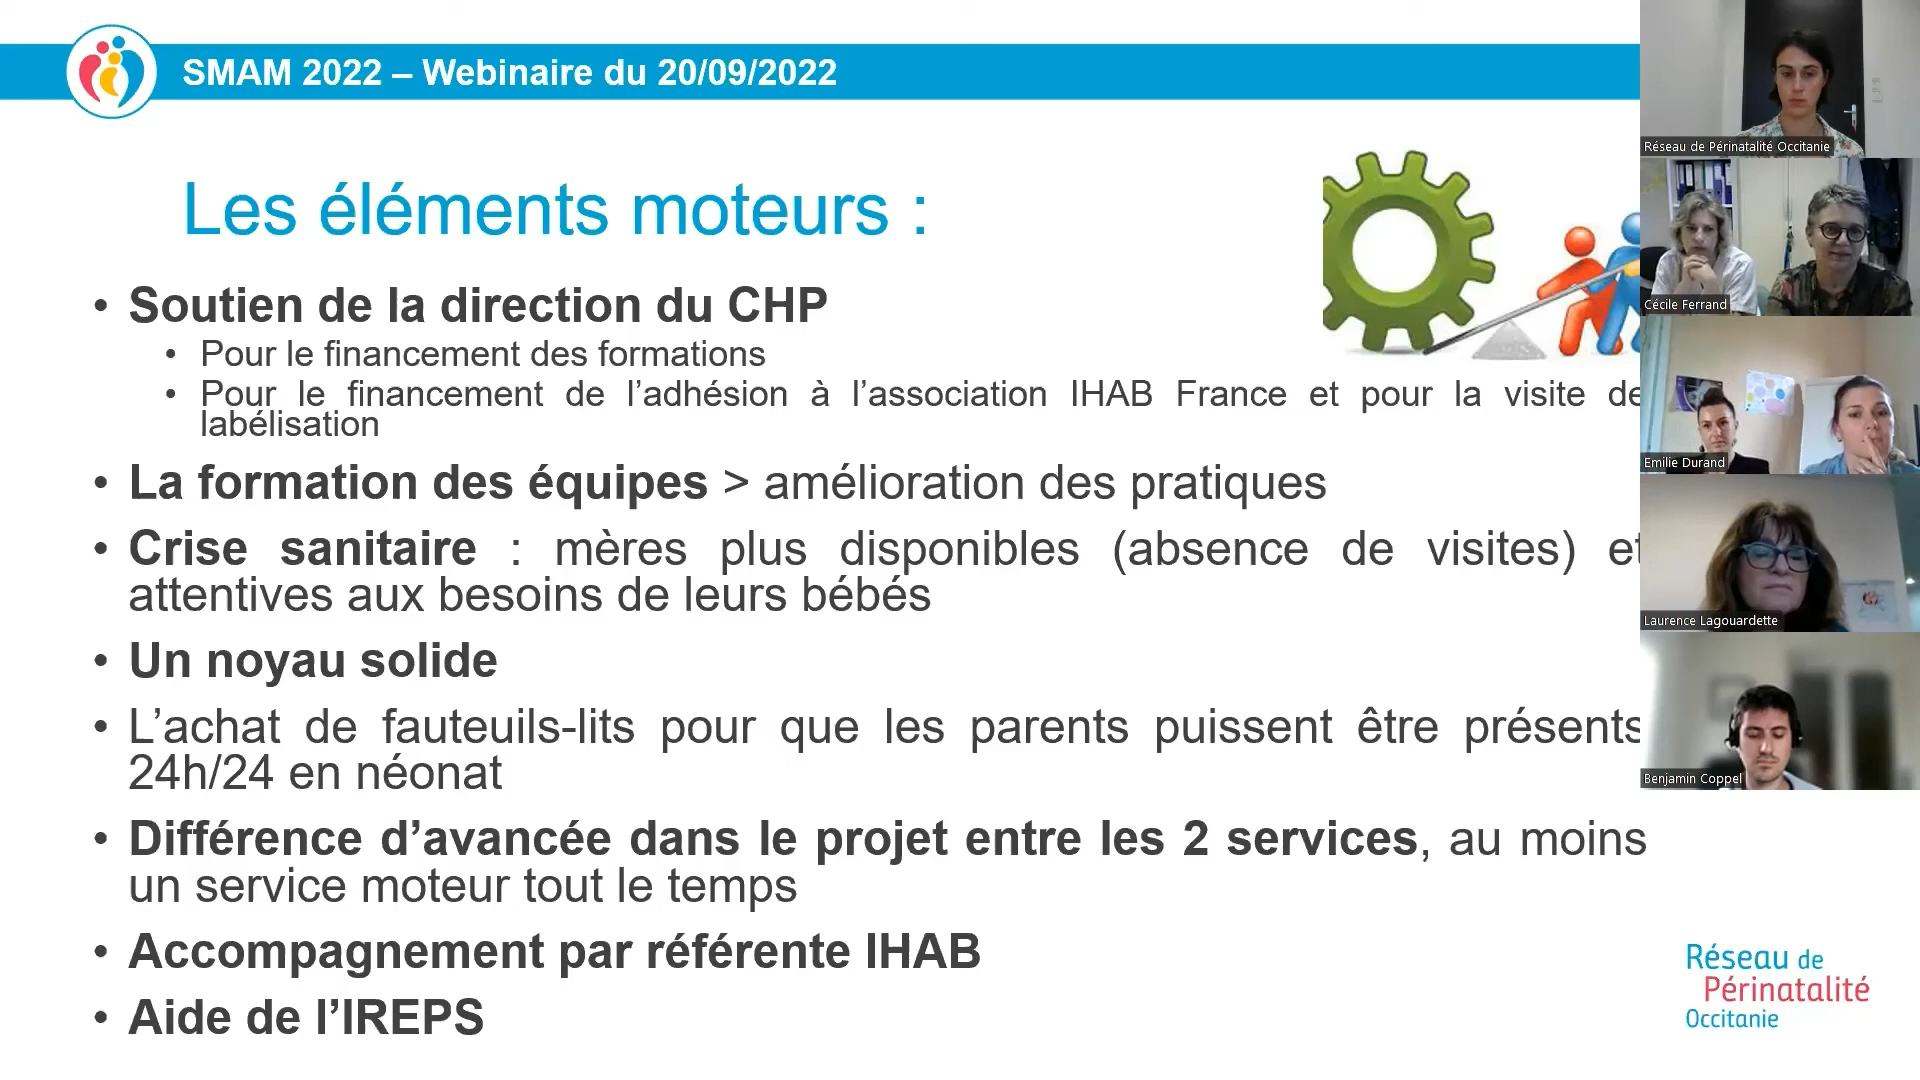 SMAM 2022 – Webinaire du 20/09/2022
Les éléments moteurs :
• Soutien de la direction du CHP
• Pour le financement des formations
• Pour le financement de l’adhésion à l’association IHAB France et pour la visite de
labélisation
• La formation des équipes > amélioration des pratiques
• Crise sanitaire : mères plus disponibles (absence de visites) et
attentives aux besoins de leurs bébés
• Un noyau solide
• L’achat de fauteuils-lits pour que les parents puissent être présents
24h/24 en néonat
• Différence d’avancée dans le projet entre les 2 services, au moins
un service moteur tout le temps
• Accompagnement par référente IHAB
• Aide de l’IREPS
Réseau de Périnatalité Occitanie
Cécile Ferrand
Emilie Durand
Laurence Lagouardette
Benjamin Coppel
Réseau de
Périnatalité
Occitanie